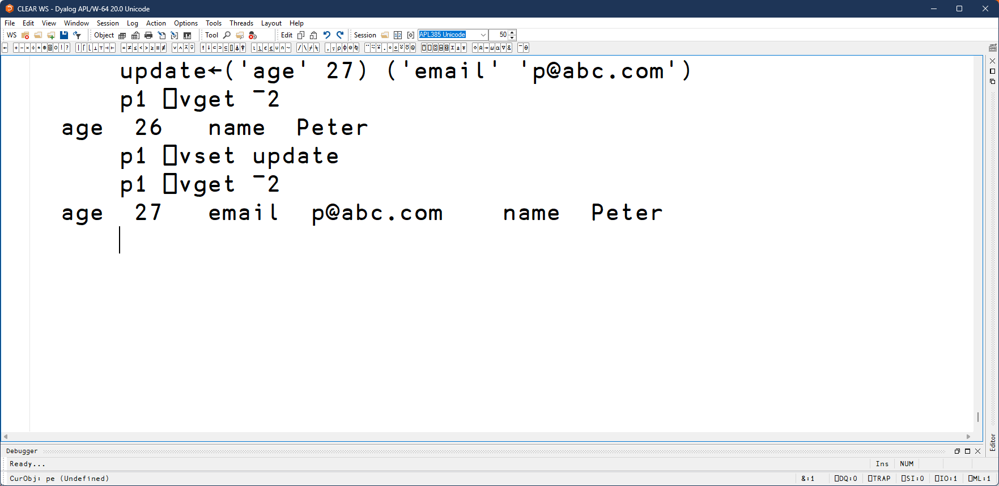 CLEAR WS - Dyalog APL/W-64 20.0 Unicode
File Edit View Window Session Log Action Options Tools Threads Layout Help
WS Object Tool Edit Session APL385 Unicode 50
      update←('age' 27) ('email' 'p@abc.com')
      p1 ⎕vget ¯2
  age  26   name  Peter
      p1 ⎕vset update
      p1 ⎕vget ¯2
  age  27   email  p@abc.com    name  Peter
Editor
Debugger
Ready... Ins NUM
CurObj: pe (Undefined) &:1 ⎕DQ:0 ⎕TRAP ⎕SI:0 ⎕IO:1 ⎕ML:1